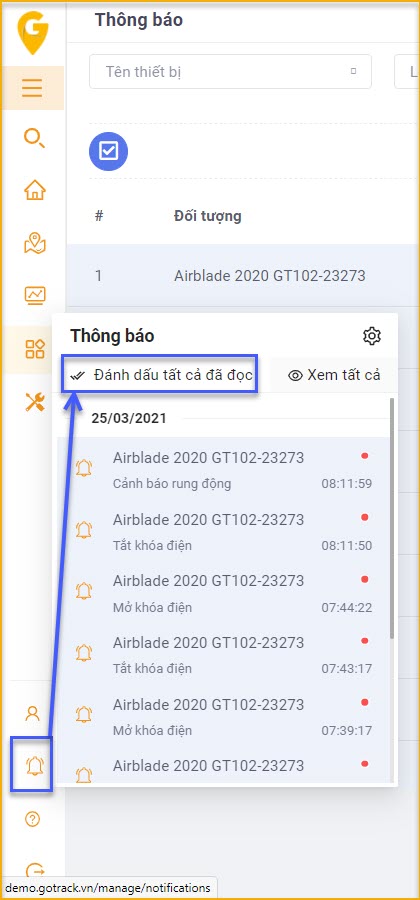 Thông báo
Tên thiết bị
L
#
Đối tượng
1
Airblade 2020 GT102-23273
Thông báo
Đánh dấu tất cả đã đọc
Xem tất cả
25/03/2021
Airblade 2020 GT102-23273
Cảnh báo rung động
08:11:59
Airblade 2020 GT102-23273
Tắt khóa điện
08:11:50
Airblade 2020 GT102-23273
Mở khóa điện
07:44:22
Airblade 2020 GT102-23273
Tắt khóa điện
07:43:17
Airblade 2020 GT102-23273
Mở khóa điện
07:39:17
Airblade 2020 GT102-23273
demo.gotrack.vn/manage/notifications